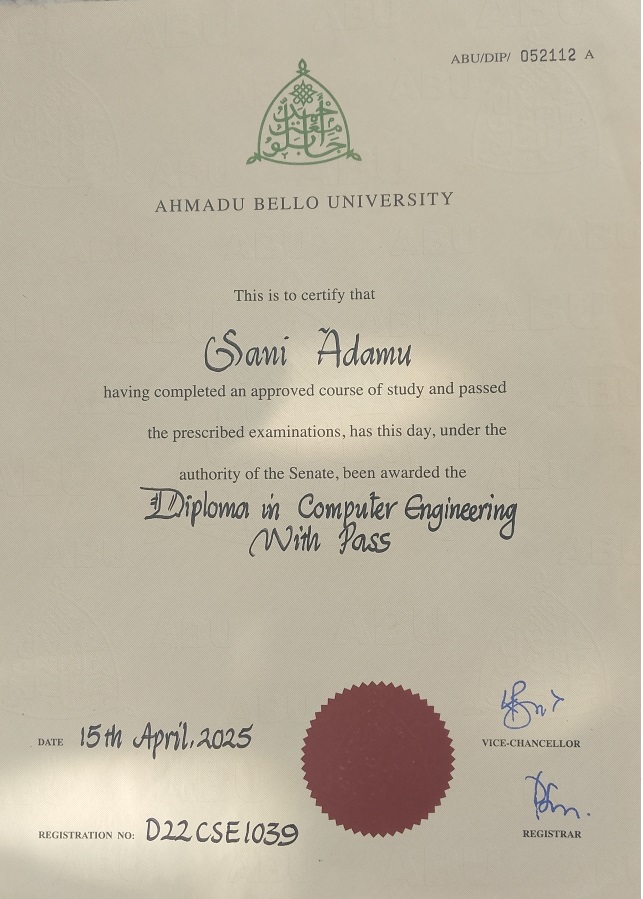 ABU/DIP/ 052112 A
AHMADU BELLO UNIVERSITY
This is to certify that
Sani Adamu
having completed an approved course of study and passed
the prescribed examinations, has this day, under the
authority of the Senate, been awarded the
Diploma in Computer Engineering
With Pass
DATE 15th April, 2025
VICE-CHANCELLOR
REGISTRATION NO: D22CSE1039
REGISTRAR